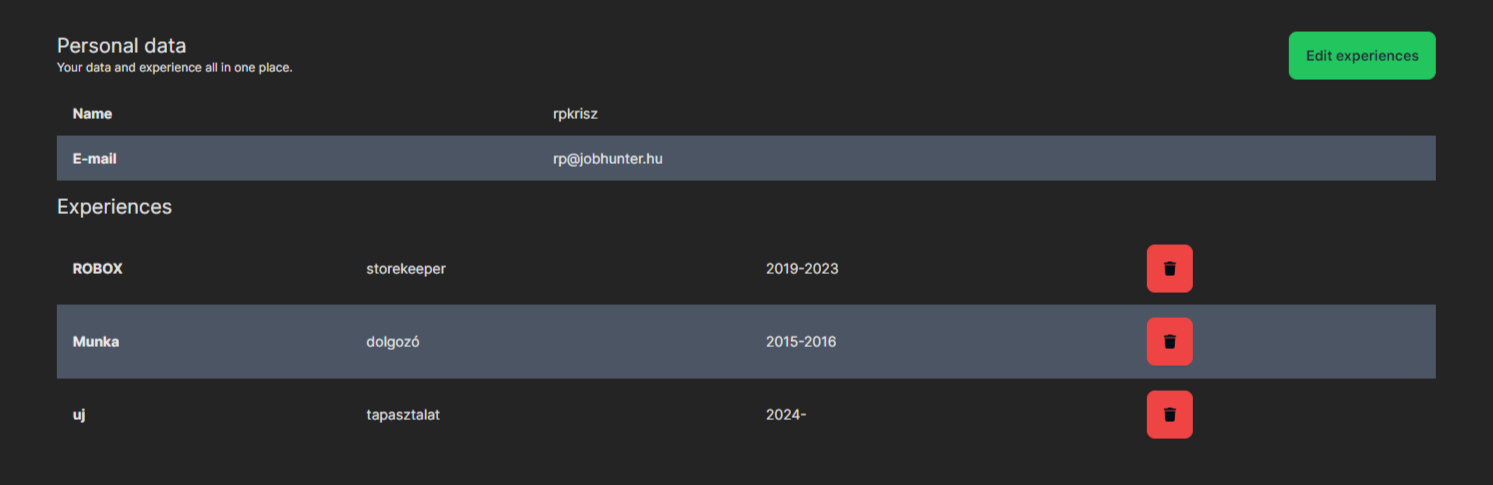 Personal data
Your data and experience all in one place.
Edit experiences
Name rpkrisz
E-mail rp@jobhunter.hu
Experiences
ROBOX storekeeper 2019-2023
Munka dolgozó 2015-2016
uj tapasztalat 2024-